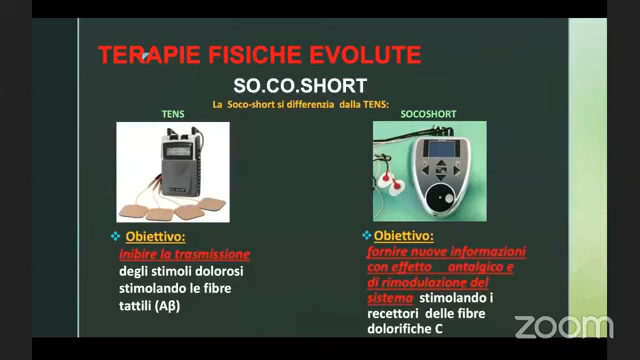 TERAPIE FISICHE EVOLUTE
SO.CO.SHORT
La Soco-short si differenzia dalla TENS:
TENS
Obiettivo:
inibire la trasmissione
degli stimoli dolorosi
stimolando le fibre
tattili (Aβ)
SOCOSHORT
Obiettivo:
fornire nuove informazioni
con effetto antalgico e
di rimodulazione del
sistema stimolando i
recettori delle fibre
dolorifiche C
zoom